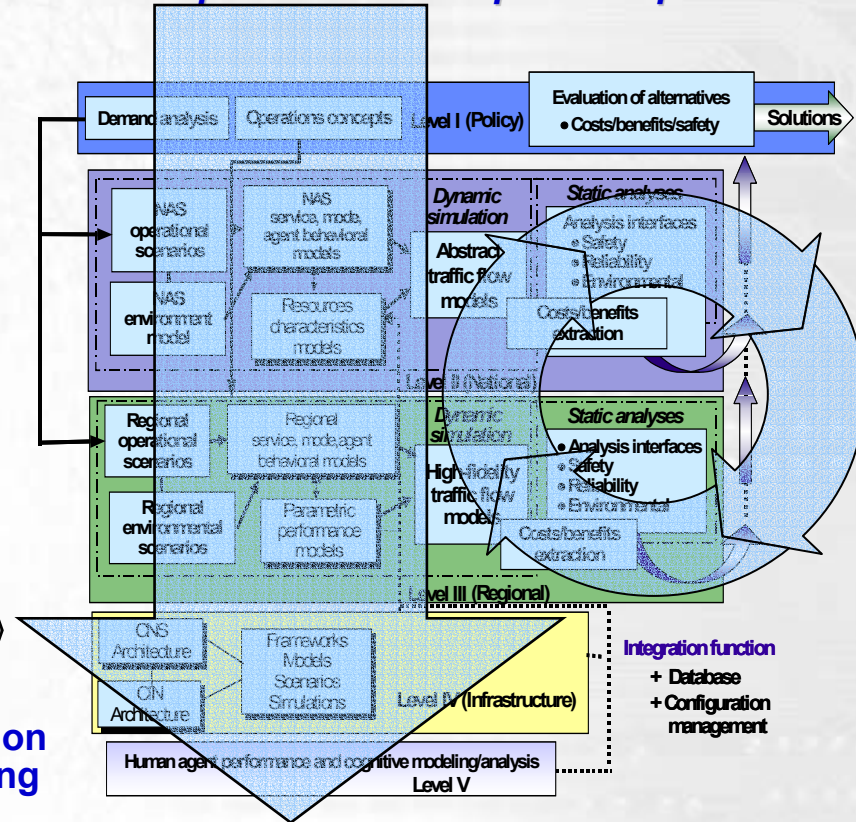 Demand analysis
Operations concepts
Level I (Policy)
Evaluation of alternatives
• Costs/benefits/safety
Solutions
NAS
operational
scenarios
NAS
service, mode,
agent behavioral
models
Dynamic
simulation
Static analyses
Analysis interfaces
• Safety
• Reliability
• Environmental
Abstract
traffic flow
models
NAS
environment
model
Resources
characteristics
models
Costs/benefits
extraction
Level II (National)
Regional
operational
scenarios
Regional
service, mode, agent
behavioral models
Dynamic
simulation
Static analyses
• Analysis interfaces
• Safety
• Reliability
• Environmental
High-fidelity
traffic flow
models
Regional
environmental
scenarios
Parametric
performance
models
Costs/benefits
extraction
Level III (Regional)
CNS
Architecture
Frameworks
Models
Scenarios
Simulations
CIN
Architecture
Level IV (Infrastructure)
Integration function
+ Database
+ Configuration
management
on
ng
Human agent performance and cognitive modeling/analysis
Level V